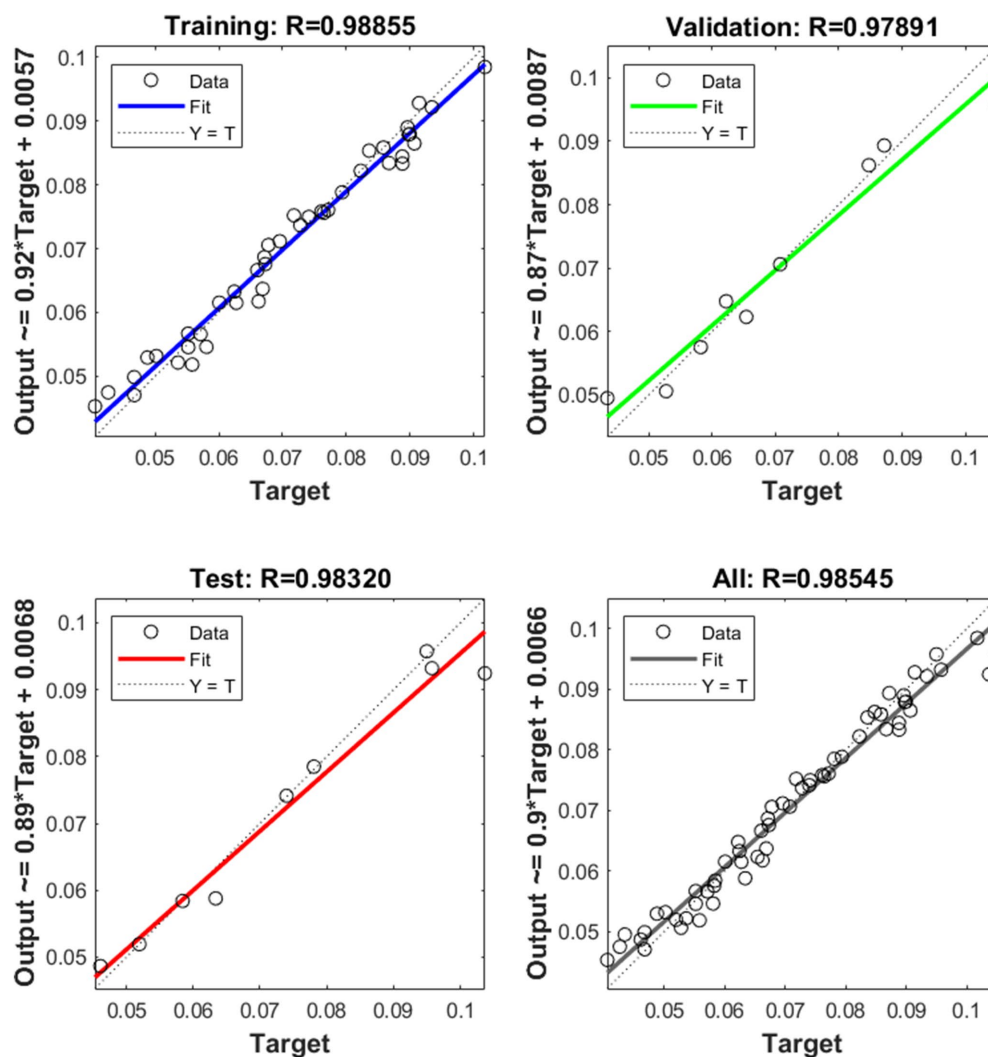 Training: R=0.98855
Output ~= 0.92*Target + 0.0057
0.1
0.09
0.08
0.07
0.06
0.05
Data
Fit
Y = T
0.05 0.06 0.07 0.08 0.09 0.1
Target
Validation: R=0.97891
Output ~= 0.87*Target + 0.0087
0.1
0.09
0.08
0.07
0.06
0.05
Data
Fit
Y = T
0.05 0.06 0.07 0.08 0.09 0.1
Target
Test: R=0.98320
Output ~= 0.89*Target + 0.0068
0.1
0.09
0.08
0.07
0.06
0.05
Data
Fit
Y = T
0.05 0.06 0.07 0.08 0.09 0.1
Target
All: R=0.98545
Output ~= 0.9*Target + 0.0066
0.1
0.09
0.08
0.07
0.06
0.05
Data
Fit
Y = T
0.05 0.06 0.07 0.08 0.09 0.1
Target